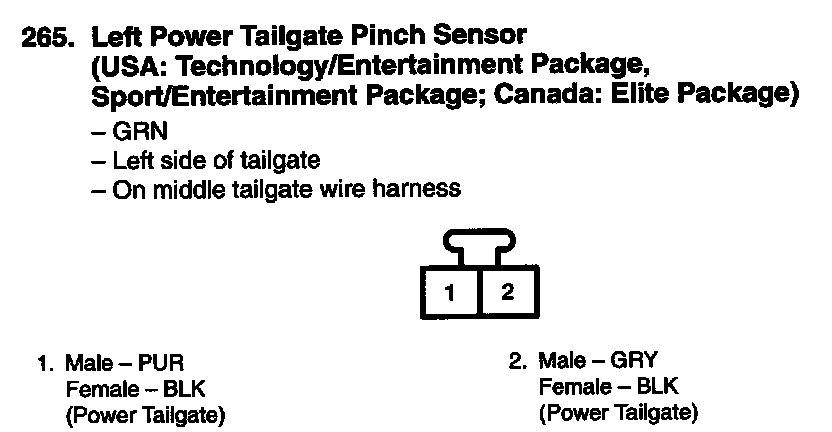 265. Left Power Tailgate Pinch Sensor
(USA: Technology/Entertainment Package,
Sport/Entertainment Package; Canada: Elite Package)
– GRN
– Left side of tailgate
– On middle tailgate wire harness
1 2
1. Male – PUR
Female – BLK
(Power Tailgate)
2. Male – GRY
Female – BLK
(Power Tailgate)